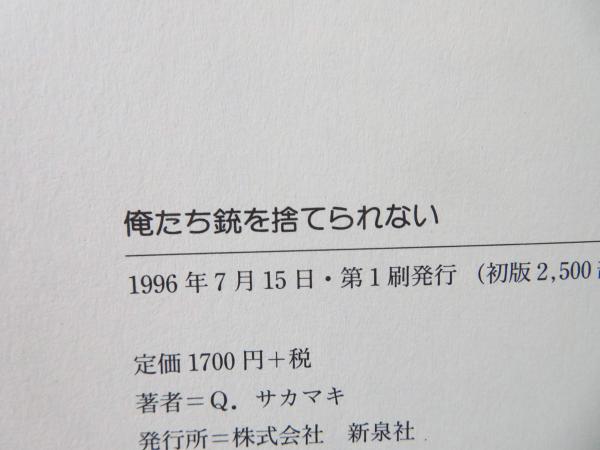 俺たち銃を捨てられない
1996年7月15日・第1刷発行 (初版2,500
定価1700円+税
著者=Q. サカマキ
発行所=株式会社 新泉社